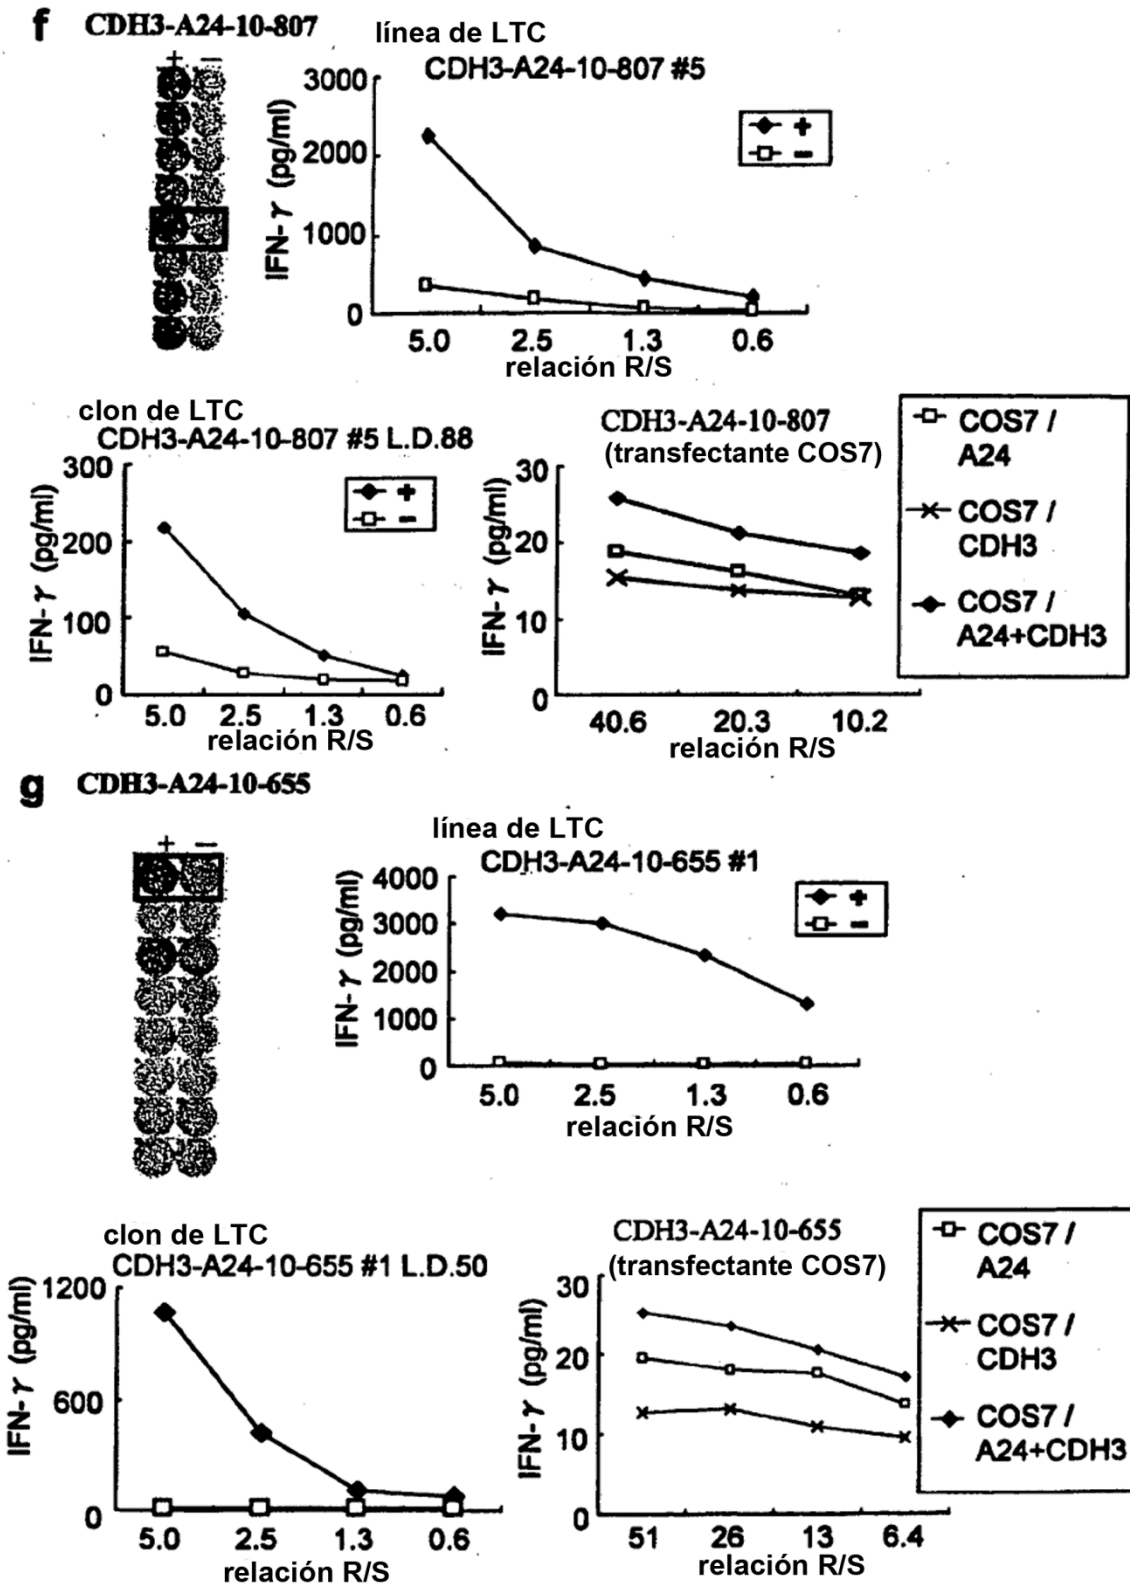 f CDH3-A24-10-807
+ −
línea de LTC
CDH3-A24-10-807 #5
IFN-γ (pg/ml)
3000
2000
1000
0
5.0 2.5 1.3 0.6
relación R/S
+
−
clon de LTC
CDH3-A24-10-807 #5 L.D.88
IFN-γ (pg/ml)
300
200
100
0
5.0 2.5 1.3 0.6
relación R/S
+
−
CDH3-A24-10-807
(transfectante COS7)
IFN-γ (pg/ml)
30
20
10
0
40.6 20.3 10.2
relación R/S
COS7 /
A24
COS7 /
CDH3
COS7 /
A24+CDH3
g CDH3-A24-10-655
+ −
línea de LTC
CDH3-A24-10-655 #1
IFN-γ (pg/ml)
4000
3000
2000
1000
0
5.0 2.5 1.3 0.6
relación R/S
+
−
clon de LTC
CDH3-A24-10-655 #1 L.D.50
IFN-γ (pg/ml)
1200
600
0
5.0 2.5 1.3 0.6
relación R/S
CDH3-A24-10-655
(transfectante COS7)
IFN-γ (pg/ml)
30
20
10
0
51 26 13 6.4
relación R/S
COS7 /
A24
COS7 /
CDH3
COS7 /
A24+CDH3